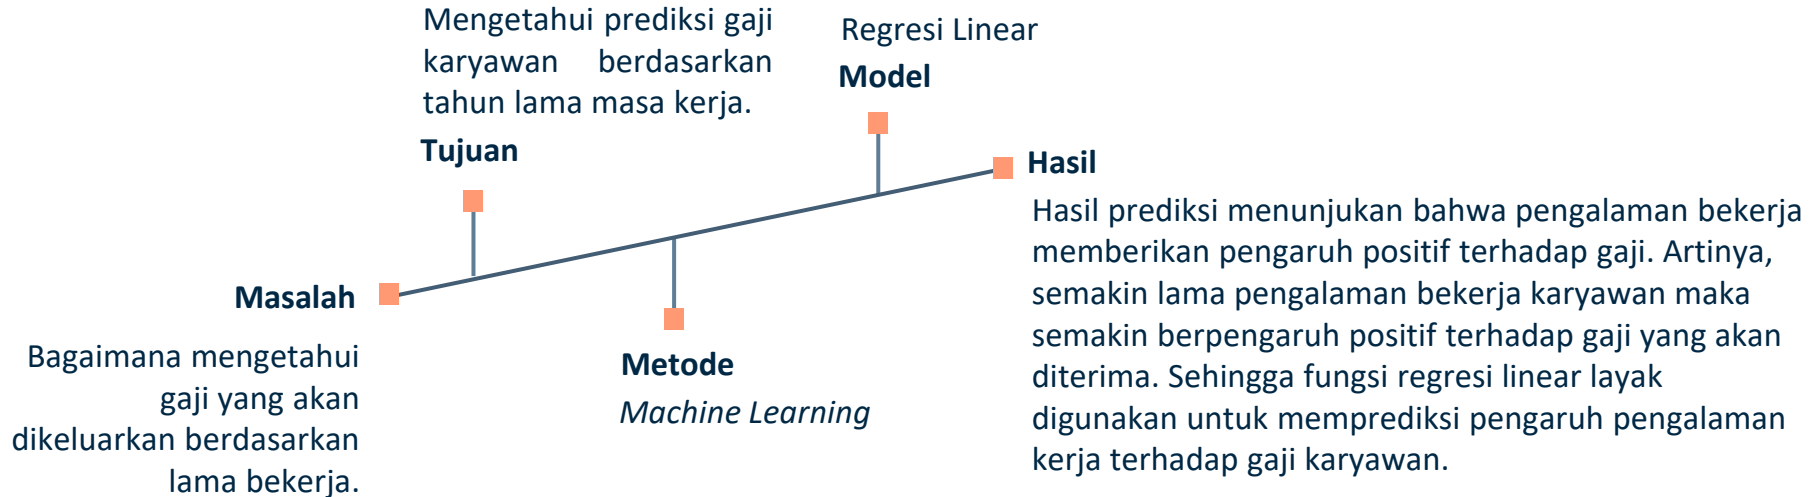 Mengetahui prediksi gaji
karyawan berdasarkan
tahun lama masa kerja.
Tujuan
Regresi Linear
Model
Hasil
Hasil prediksi menunjukan bahwa pengalaman bekerja
memberikan pengaruh positif terhadap gaji. Artinya,
semakin lama pengalaman bekerja karyawan maka
semakin berpengaruh positif terhadap gaji yang akan
diterima. Sehingga fungsi regresi linear layak
digunakan untuk memprediksi pengaruh pengalaman
kerja terhadap gaji karyawan.
Masalah
Bagaimana mengetahui
gaji yang akan
dikeluarkan berdasarkan
lama bekerja.
Metode
Machine Learning